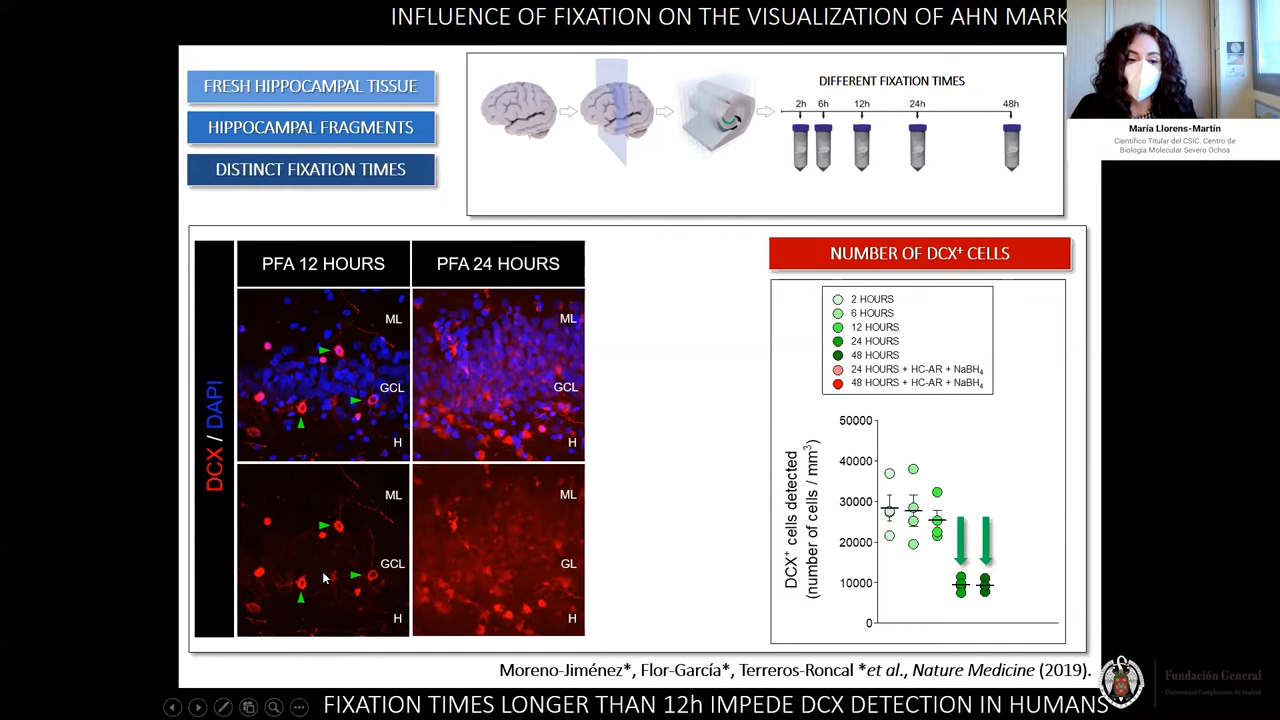 INFLUENCE OF FIXATION ON THE VISUALIZATION OF AHN MARK
María Llorens-Martín
Científico Titular del CSIC. Centro de
Biología Molecular Severo Ochoa
FRESH HIPPOCAMPAL TISSUE
HIPPOCAMPAL FRAGMENTS
DISTINCT FIXATION TIMES
DIFFERENT FIXATION TIMES
2h 6h 12h 24h 48h
PFA 12 HOURS
PFA 24 HOURS
DCX / DAPI
ML
GCL
H
ML
GCL
H
ML
GCL
H
ML
GL
H
NUMBER OF DCX⁺ CELLS
2 HOURS
6 HOURS
12 HOURS
24 HOURS
48 HOURS
24 HOURS + HC-AR + NaBH₄
48 HOURS + HC-AR + NaBH₄
DCX⁺ cells detected
(number of cells / mm³)
50000
40000
30000
20000
10000
0
Moreno-Jiménez*, Flor-García*, Terreros-Roncal *et al., Nature Medicine (2019).
FIXATION TIMES LONGER THAN 12h IMPEDE DCX DETECTION IN HUMANS
Fundación General
Universidad Complutense de Madrid